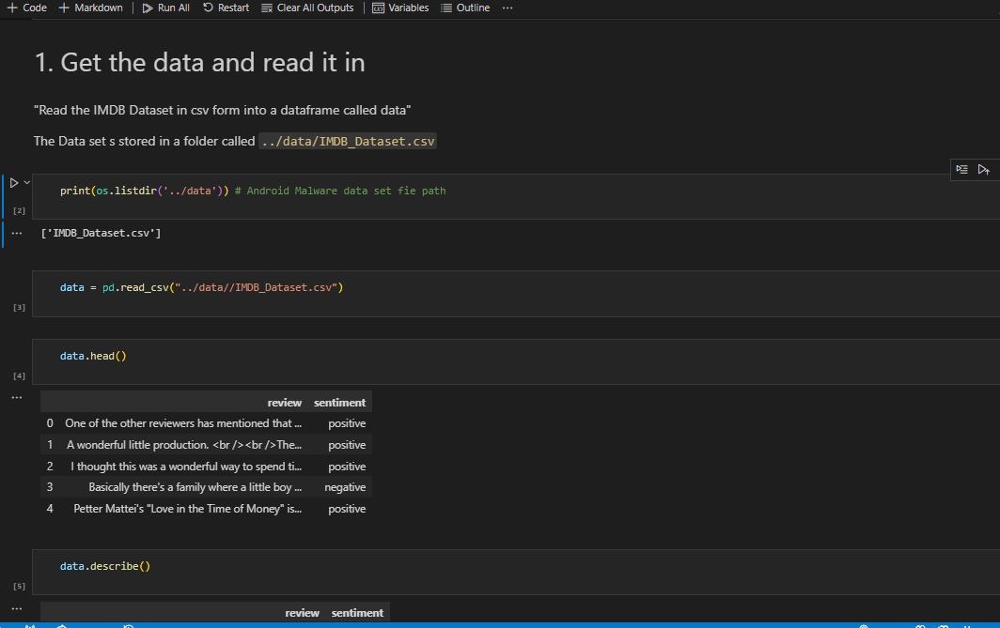 Code Markdown Run All Restart Clear All Outputs Variables Outline ...
1. Get the data and read it in
"Read the IMDB Dataset in csv form into a dataframe called data"
The Data set s stored in a folder called ../data/IMDB_Dataset.csv
print(os.listdir('../data')) # Android Malware data set fie path
[2]
... ['IMDB_Dataset.csv']
data = pd.read_csv("../data//IMDB_Dataset.csv")
[3]
data.head()
[4]
...
review sentiment
0 One of the other reviewers has mentioned that ... positive
1 A wonderful little production. <br /><br />The... positive
2 I thought this was a wonderful way to spend ti... positive
3 Basically there's a family where a little boy ... negative
4 Petter Mattei's "Love in the Time of Money" is... positive
data.describe()
[5]
...
review sentiment